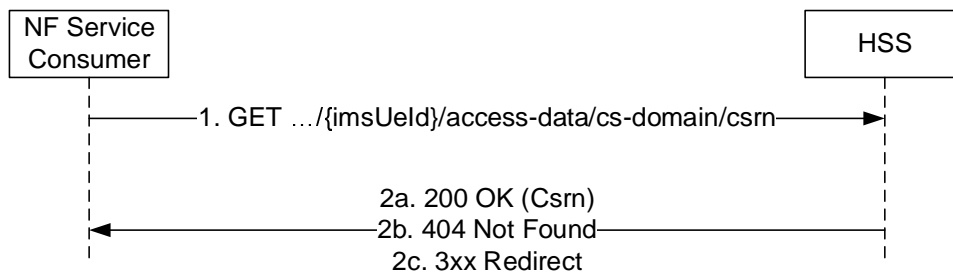 NF Service
Consumer
HSS
1. GET …/{imsUeId}/access-data/cs-domain/csrn
2a. 200 OK (Csrn)
2b. 404 Not Found
2c. 3xx Redirect